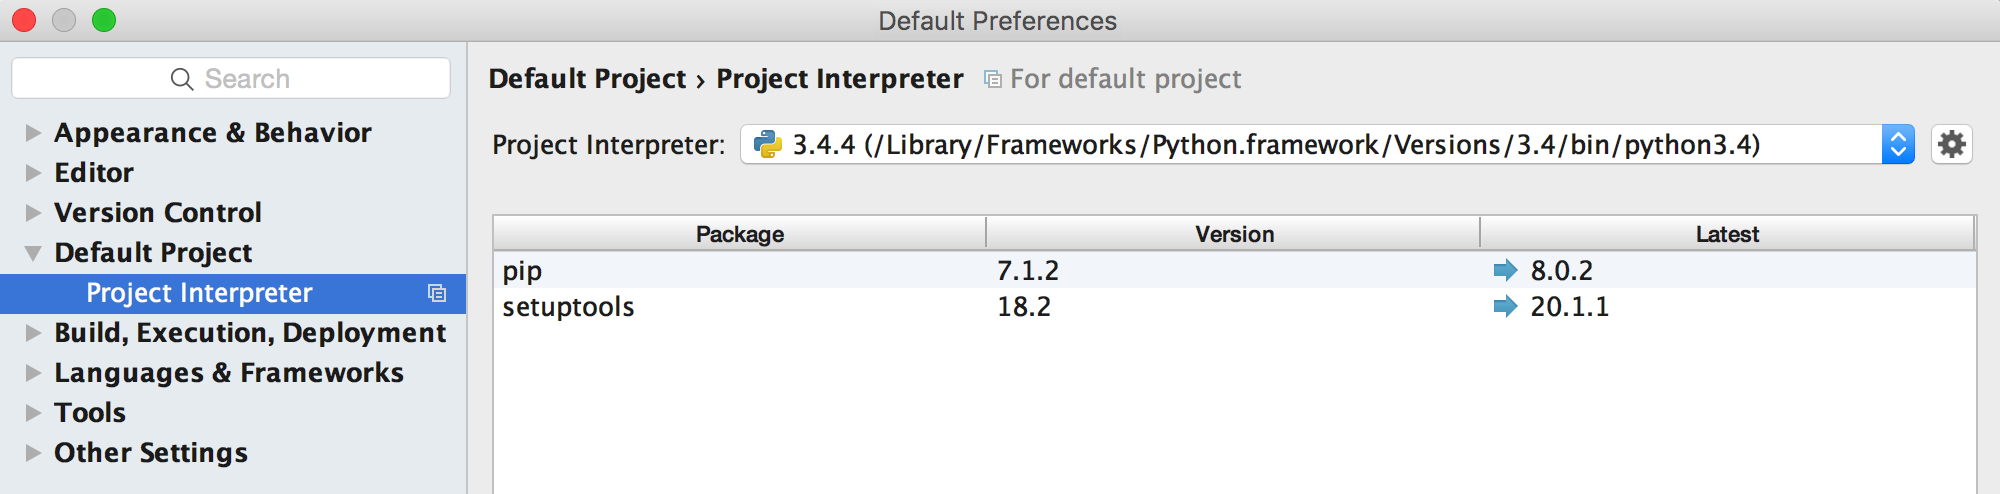 Default Preferences
Search
Appearance & Behavior
Editor
Version Control
Default Project
Project Interpreter
Build, Execution, Deployment
Languages & Frameworks
Tools
Other Settings
Default Project › Project Interpreter For default project
Project Interpreter: 3.4.4 (/Library/Frameworks/Python.framework/Versions/3.4/bin/python3.4)
Package Version Latest
pip 7.1.2 8.0.2
setuptools 18.2 20.1.1